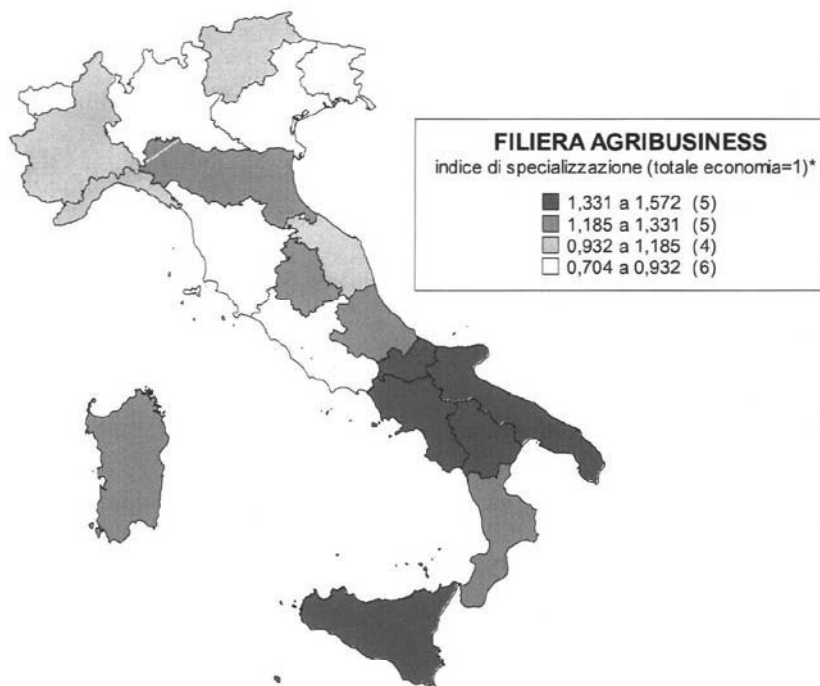 FILIERA AGRIBUSINESS
indice di specializzazione (totale economia=1)*
1,331 a 1,572 (5)
1,185 a 1,331 (5)
0,932 a 1,185 (4)
0,704 a 0,932 (6)